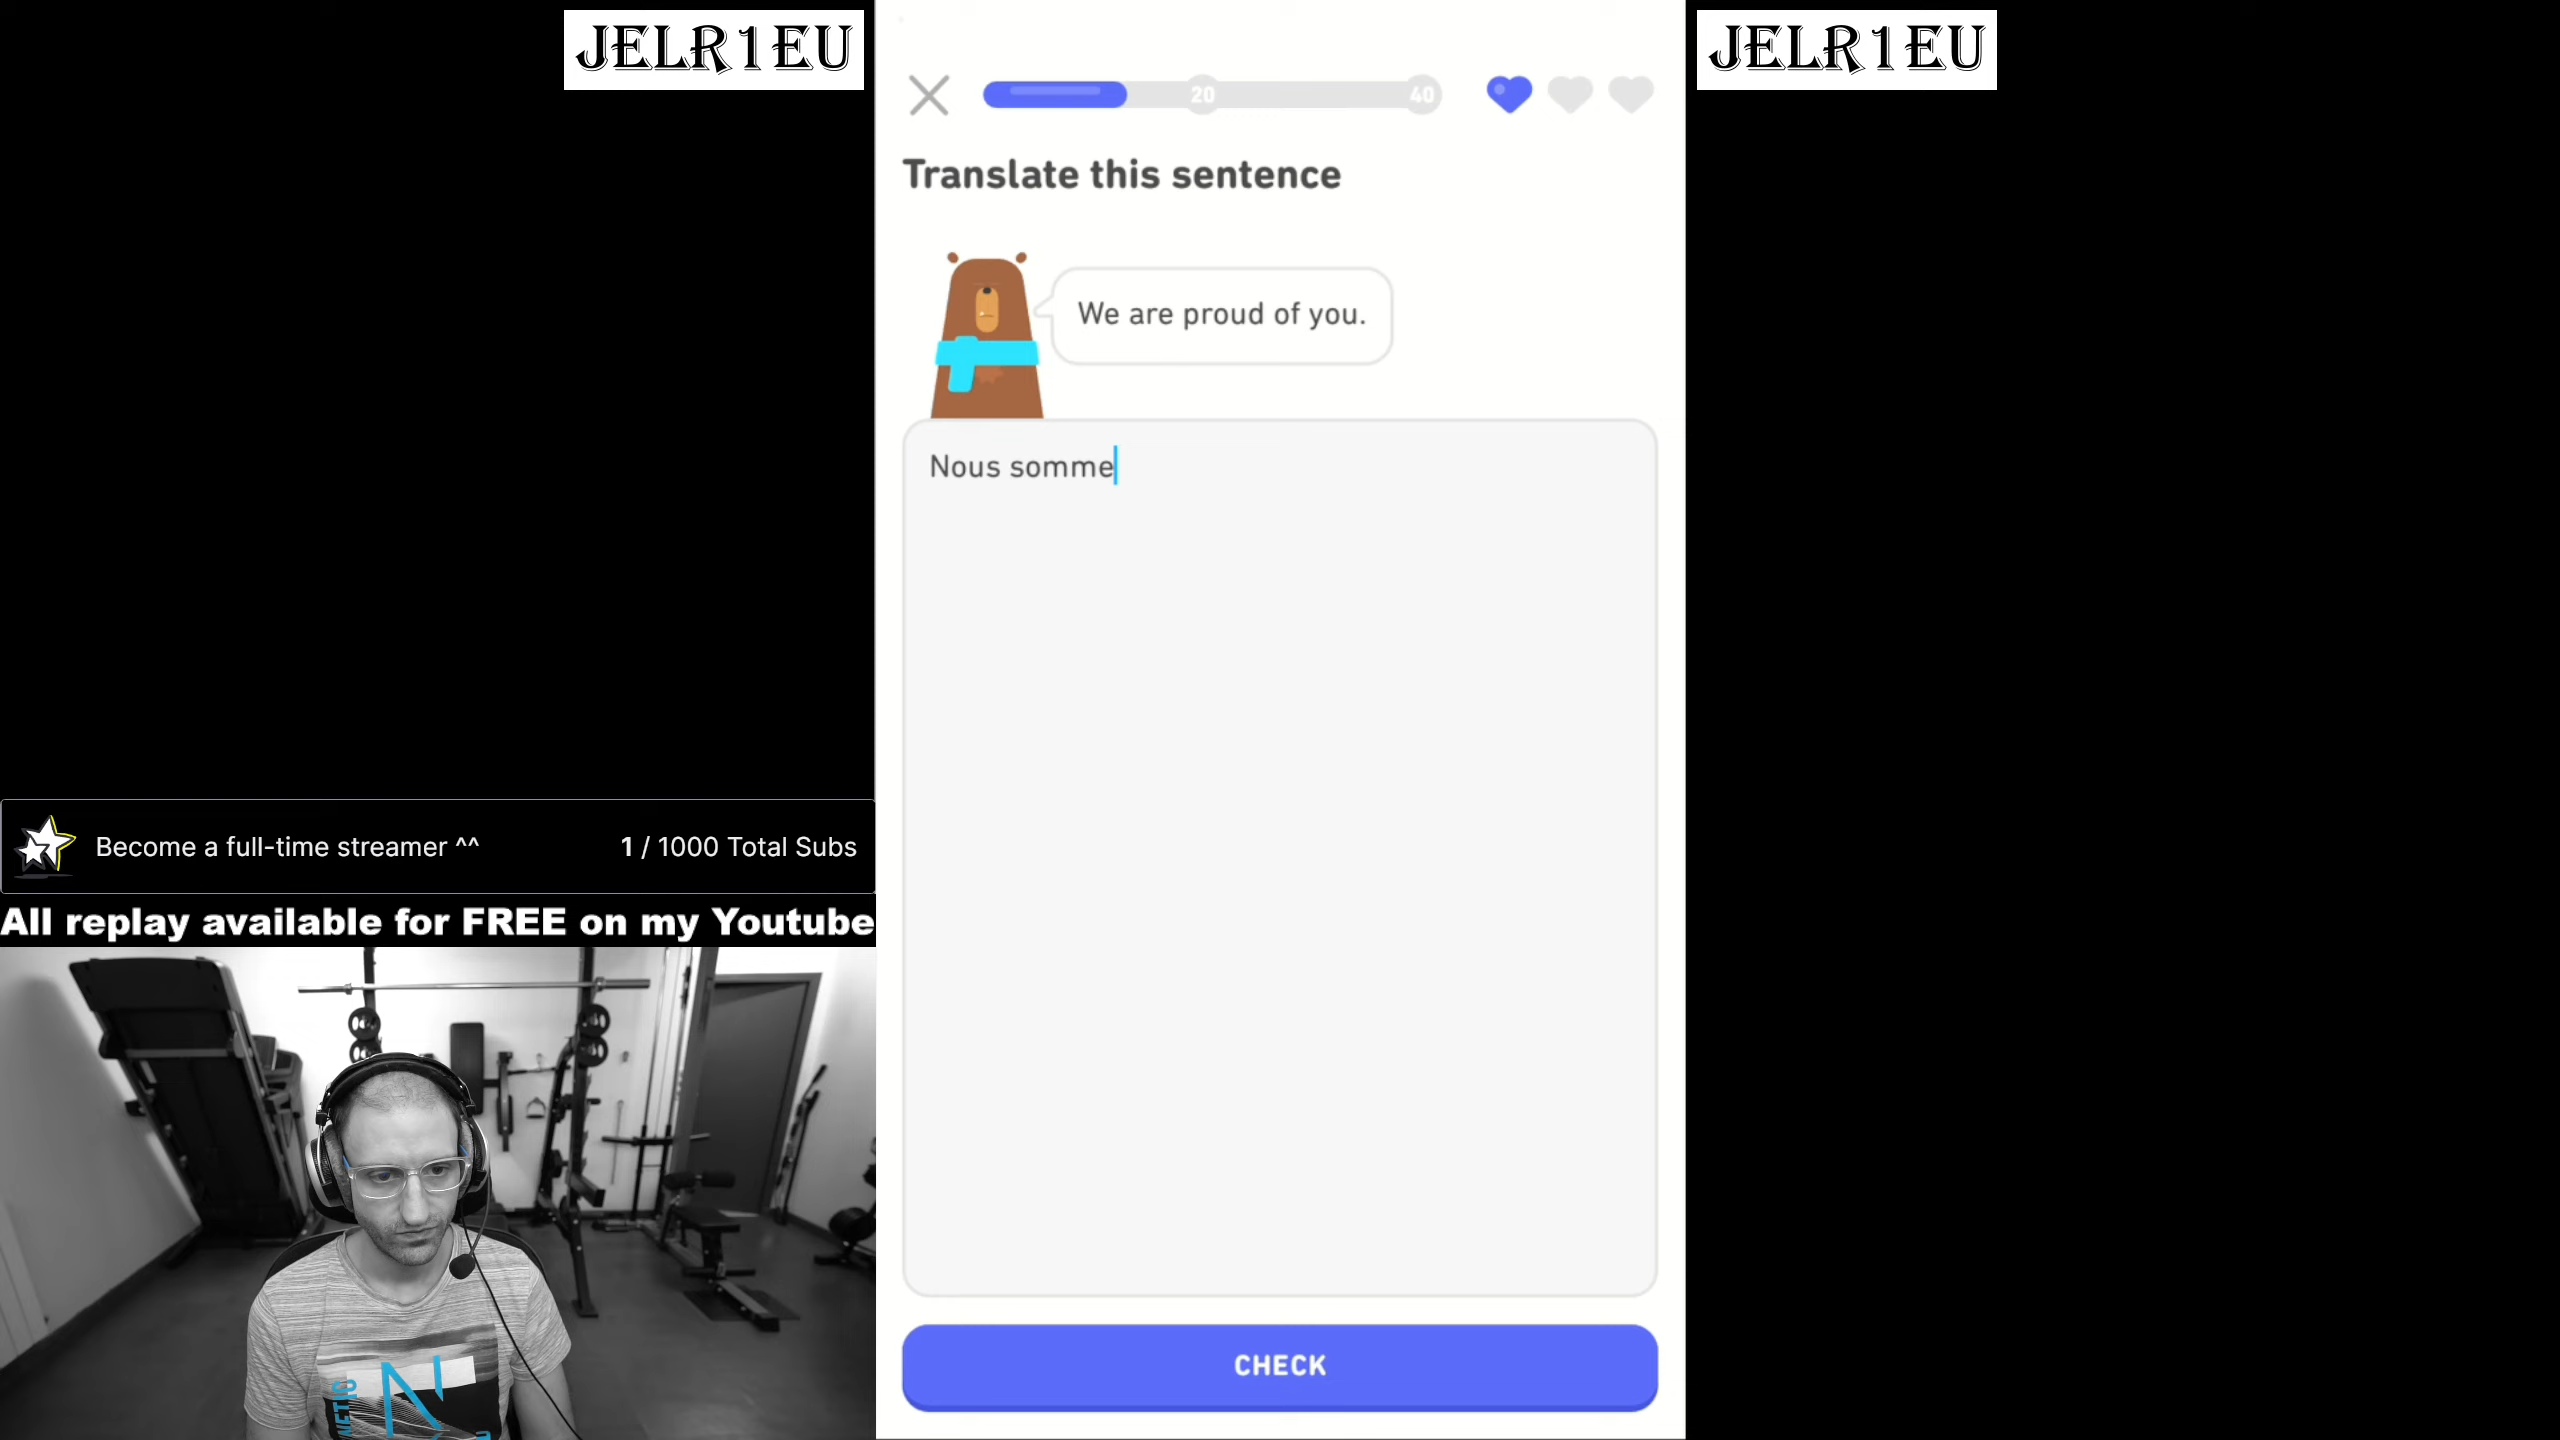 JELR1EU
JELR1EU
20
40
Translate this sentence
We are proud of you.
Nous somme
Become a full-time streamer ^^
1 / 1000 Total Subs
All replay available for FREE on my Youtube
CHECK
N